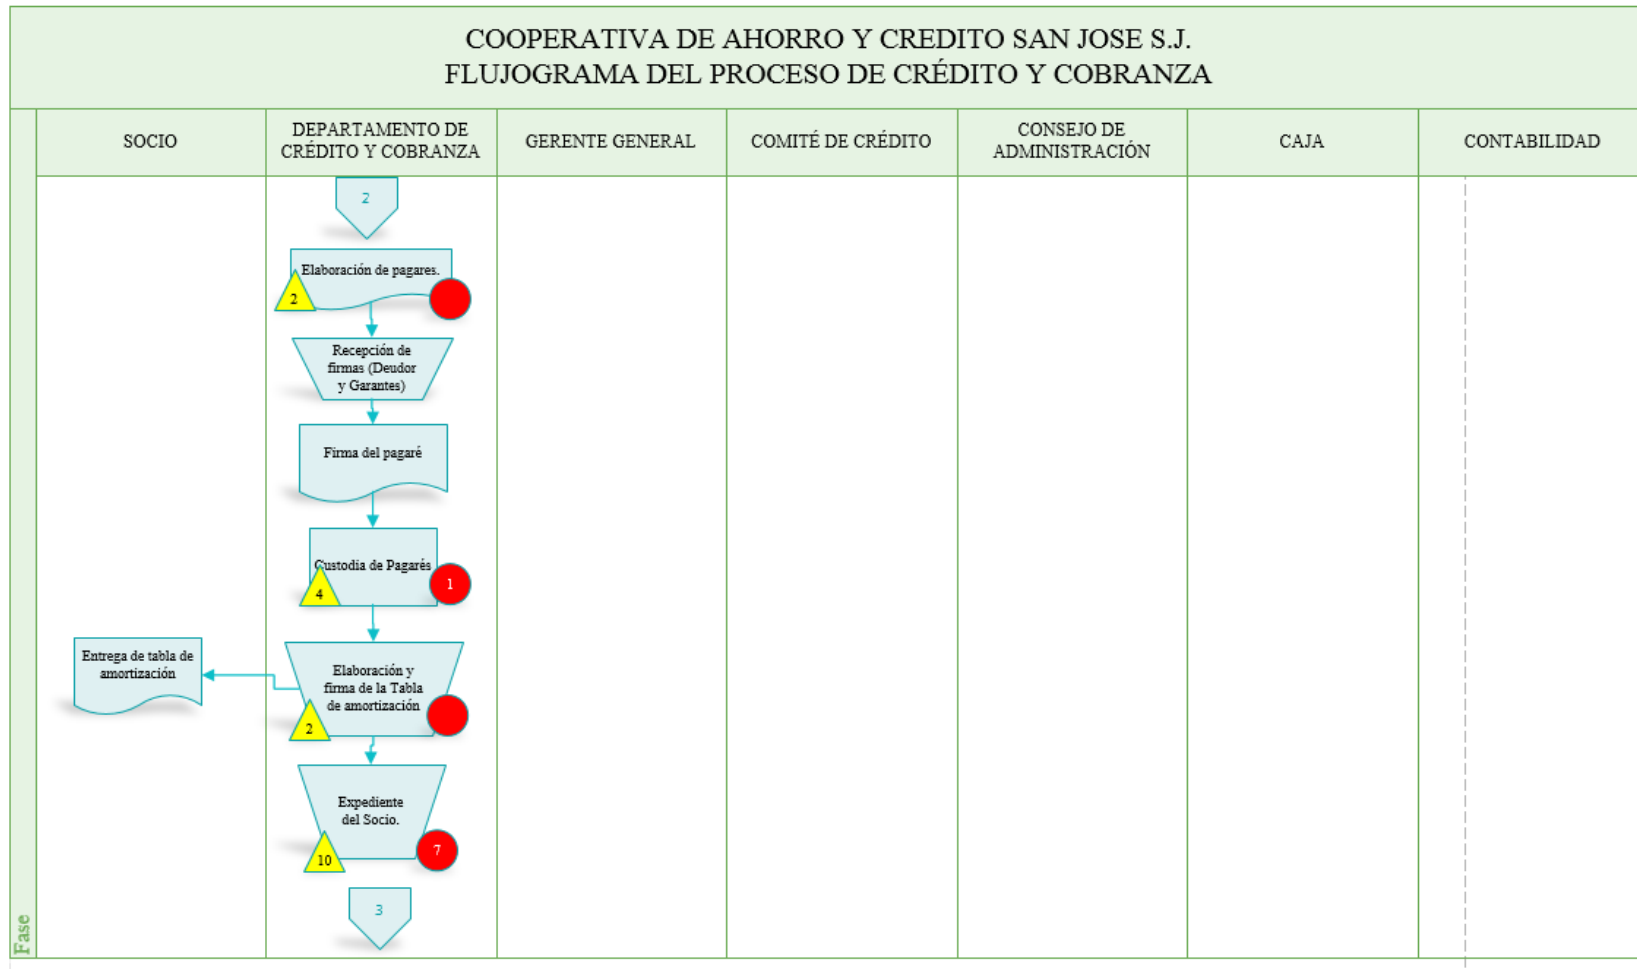 COOPERATIVA DE AHORRO Y CREDITO SAN JOSE S.J.
FLUJOGRAMA DEL PROCESO DE CRÉDITO Y COBRANZA
Fase
SOCIO
DEPARTAMENTO DE
CRÉDITO Y COBRANZA
GERENTE GENERAL
COMITÉ DE CRÉDITO
CONSEJO DE
ADMINISTRACIÓN
CAJA
CONTABILIDAD
2
Elaboración de pagares.
2
Recepción de
firmas (Deudor
y Garantes)
Firma del pagaré
Custodia de Pagarés
4
1
Entrega de tabla de
amortización
Elaboración y
firma de la Tabla
de amortización
2
Expediente
del Socio.
10
7
3